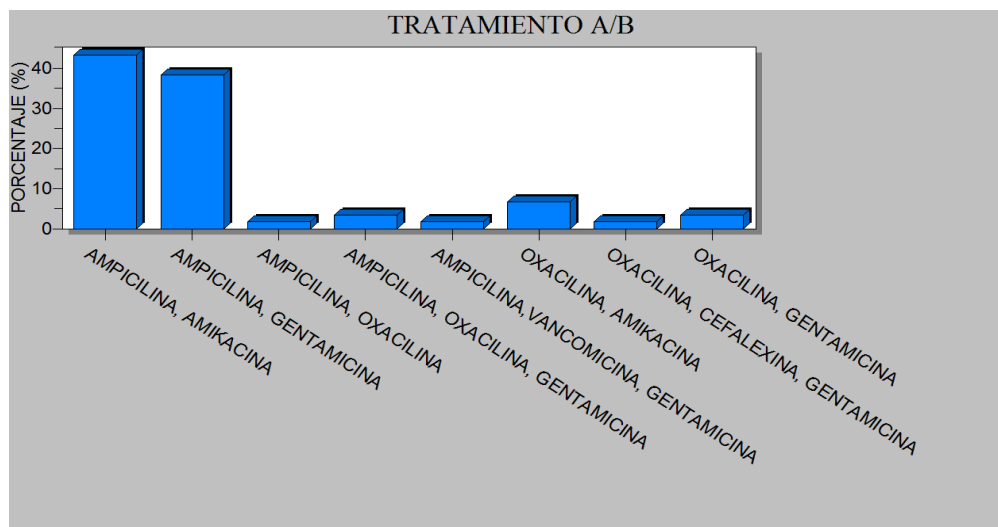 TRATAMIENTO A/B
PORCENTAJE (%)
40
30
20
10
0
AMPICILINA, AMIKACINA
AMPICILINA, GENTAMICINA
AMPICILINA, OXACILINA
AMPICILINA, OXACILINA, GENTAMICINA
AMPICILINA, VANCOMICINA, GENTAMICINA
OXACILINA, AMIKACINA
OXACILINA, CEFALEXINA, GENTAMICINA
OXACILINA, GENTAMICINA